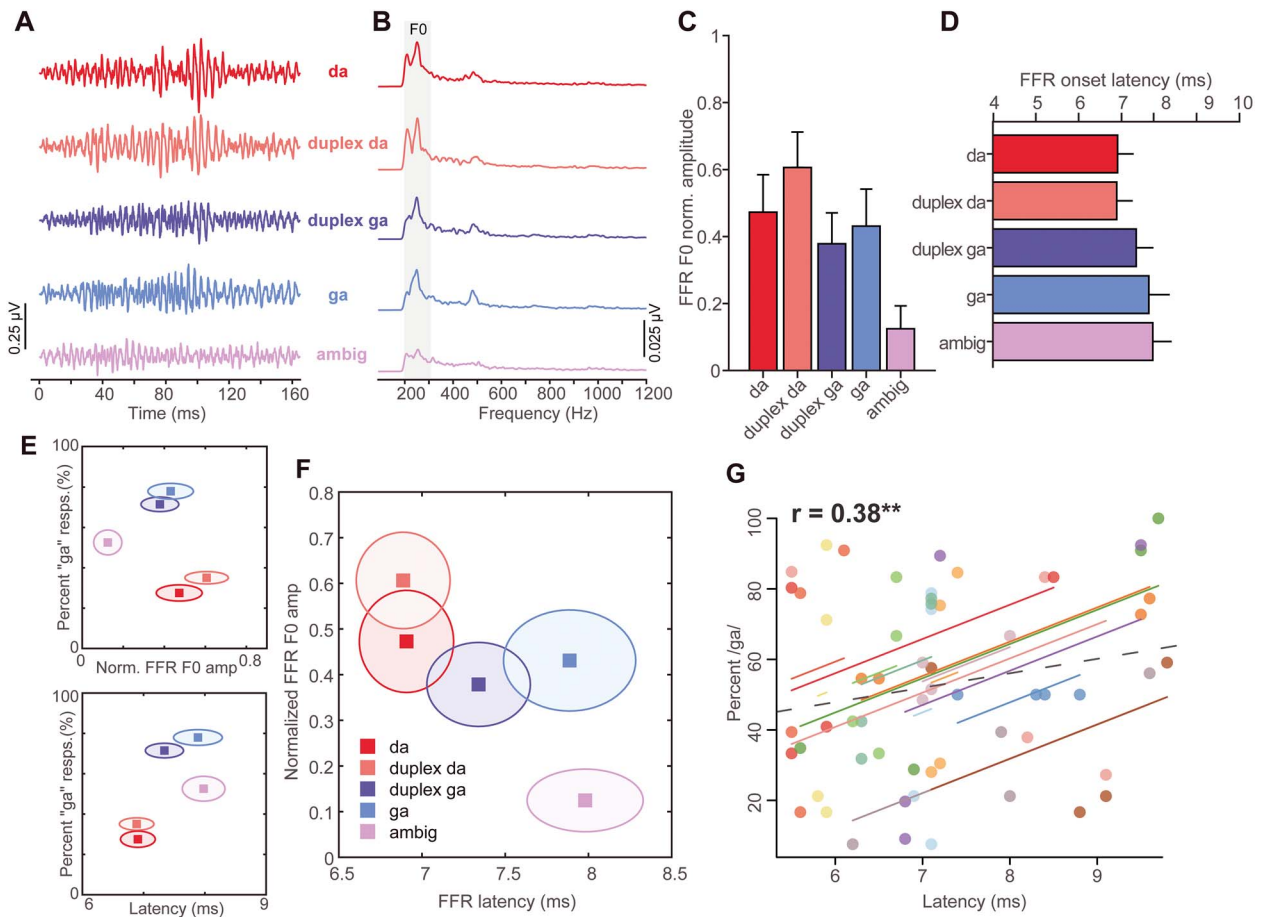 A
da
duplex da
duplex ga
ga
ambig
0.25 µV
0 40 80 120 160
Time (ms)
B
F0
0.025 µV
200 400 600 800 1000 1200
Frequency (Hz)
C
FFR F0 norm. amplitude
1
0.8
0.6
0.4
0.2
0
da
duplex da
duplex ga
ga
ambig
D
FFR onset latency (ms)
4 5 6 7 8 9 10
da
duplex da
duplex ga
ga
ambig
E
Percent "ga" resps.(%)
100
0
0 0.8
Norm. FFR F0 amp
Percent "ga" resps.(%)
100
0
6 9
Latency (ms)
F
Normalized FFR F0 amp
0.8
0.7
0.6
0.5
0.4
0.3
0.2
0.1
0
da
duplex da
duplex ga
ga
ambig
6.5 7 7.5 8 8.5
FFR latency (ms)
G
r = 0.38**
Percent /ga/
100
80
60
40
20
6 7 8 9
Latency (ms)